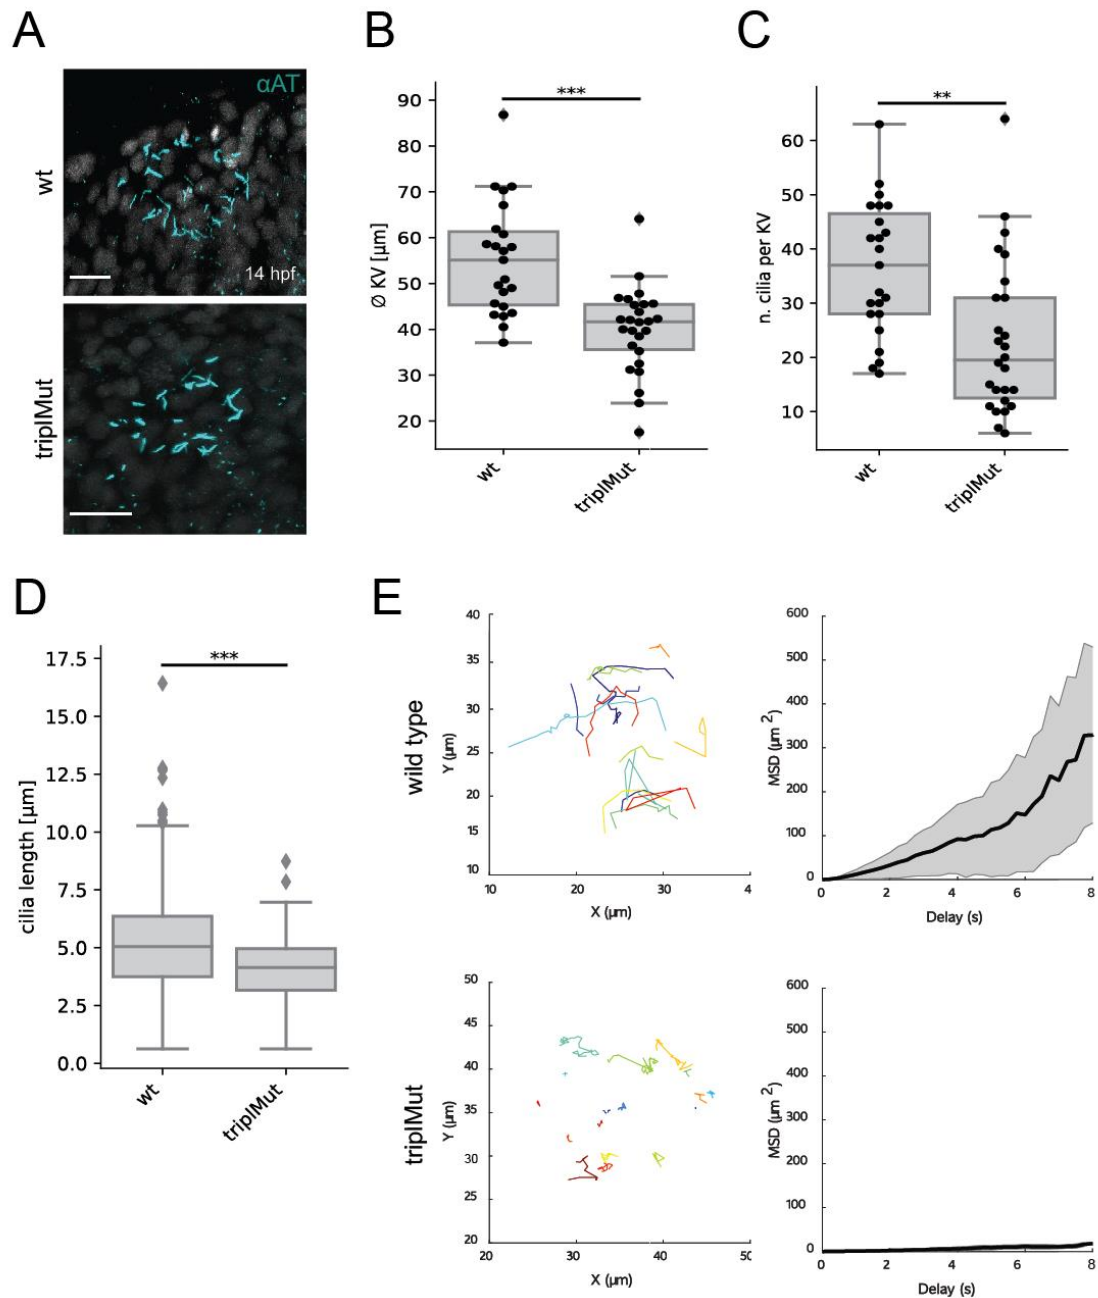 A
αAT
wt
14 hpf
triplMut
B
Ø KV [µm]
90
80
70
60
50
40
30
20
***
wt
triplMut
C
n. cilia per KV
60
50
40
30
20
10
**
wt
triplMut
D
cilia length [µm]
17.5
15.0
12.5
10.0
7.5
5.0
2.5
0.0
***
wt
triplMut
E
wild type
Y (µm)
40
35
30
25
20
15
10
10 20 30 4
X (µm)
MSD (µm²)
600
500
400
300
200
100
0
0 2 4 6 8
Delay (s)
triplMut
Y (µm)
50
45
40
35
30
25
20
20 30 40 50
X (µm)
MSD (µm²)
600
500
400
300
200
100
0
0 2 4 6 8
Delay (s)